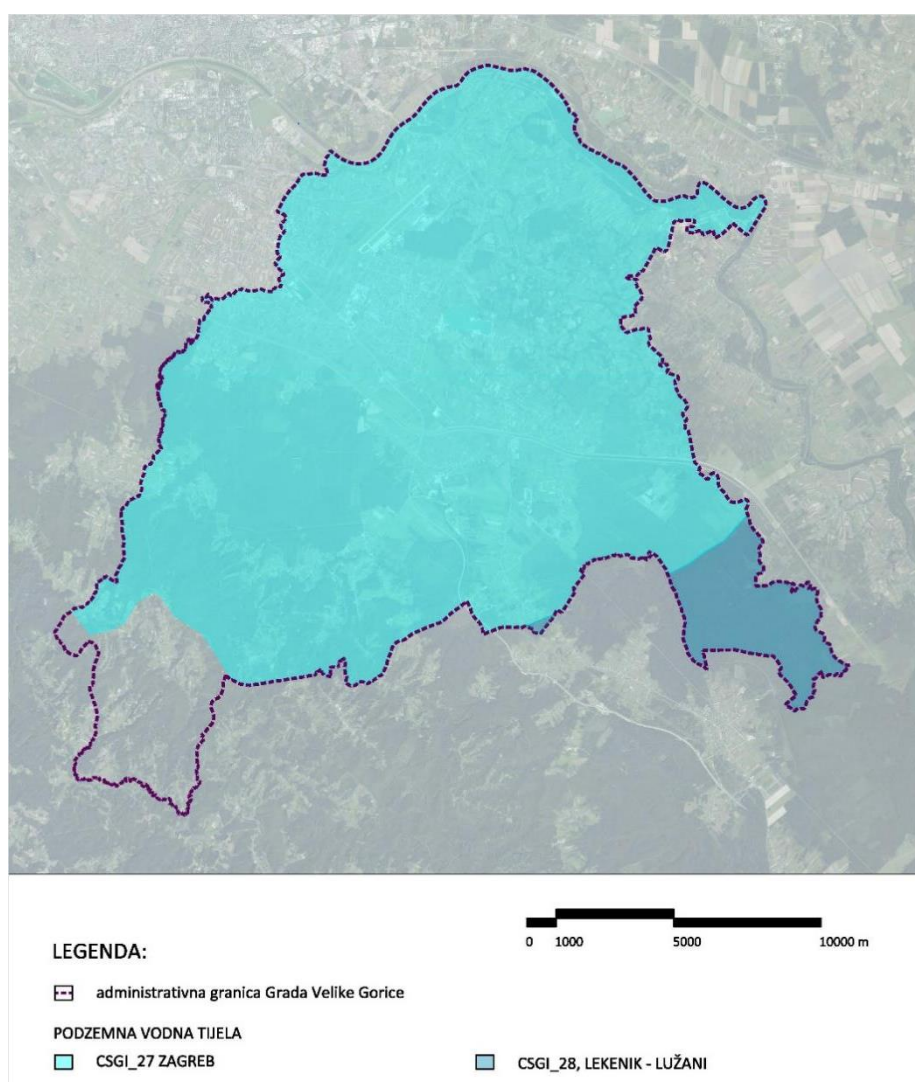 0 1000 5000 10000 m
LEGENDA:
administrativna granica Grada Velike Gorice
PODZEMNA VODNA TIJELA
CSGI_27 ZAGREB
CSGI_28, LEKENIK - LUŽANI